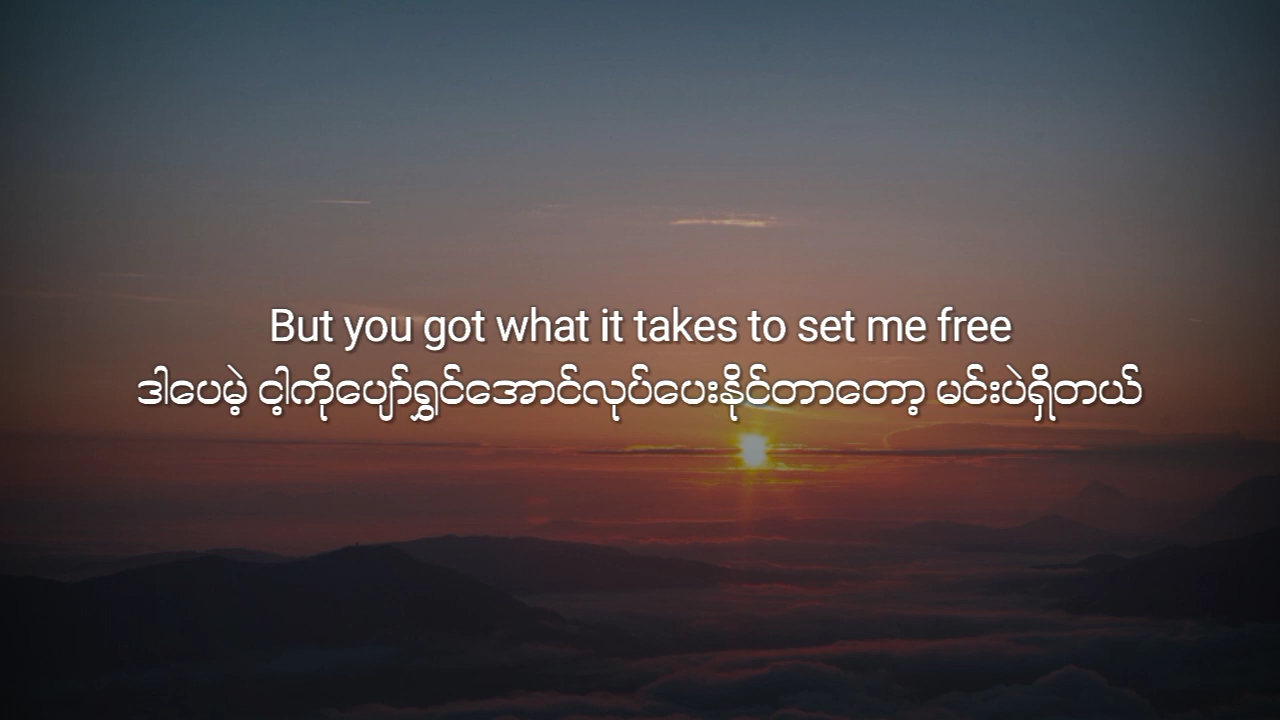 But you got what it takes to set me free
ဒါပေမဲ့ ငါ့ကိုပျော်ရွှင်အောင်လုပ်ပေးနိုင်တာတော့ မင်းပဲရှိတယ်